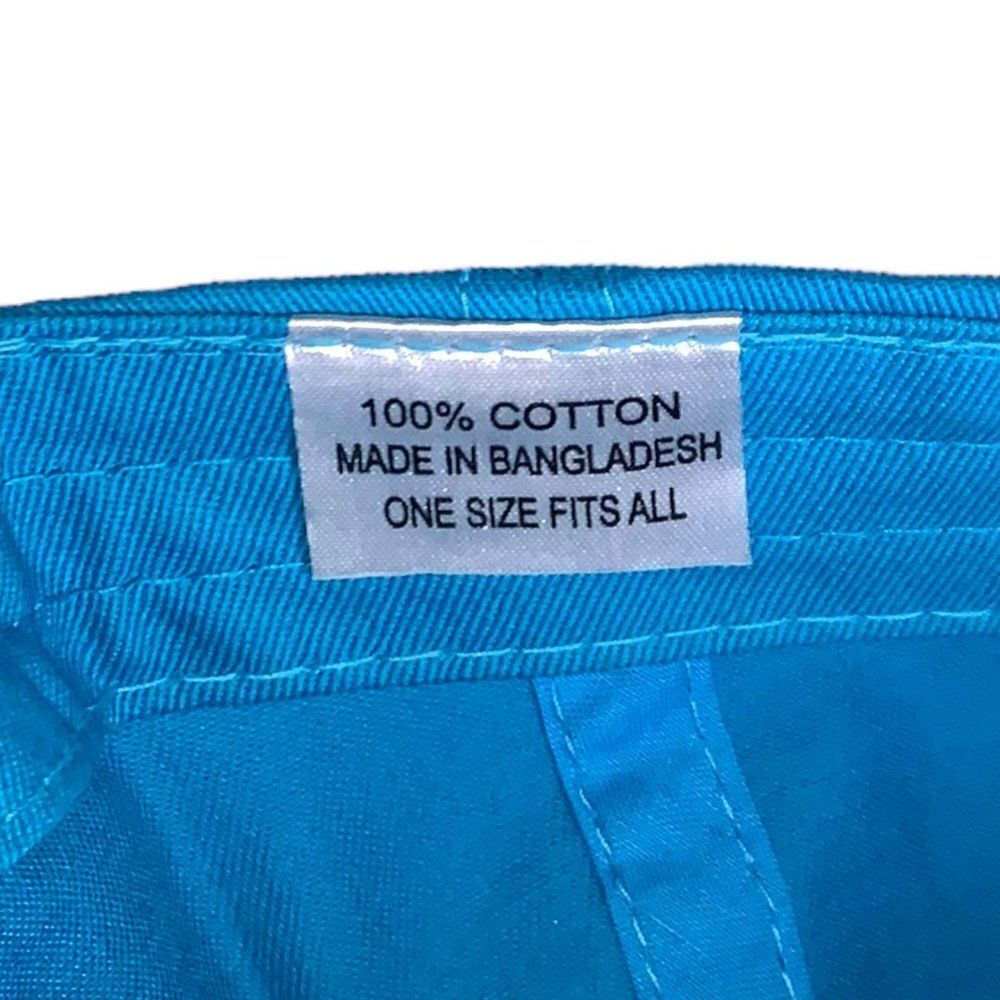 100% COTTON
MADE IN BANGLADESH
ONE SIZE FITS ALL